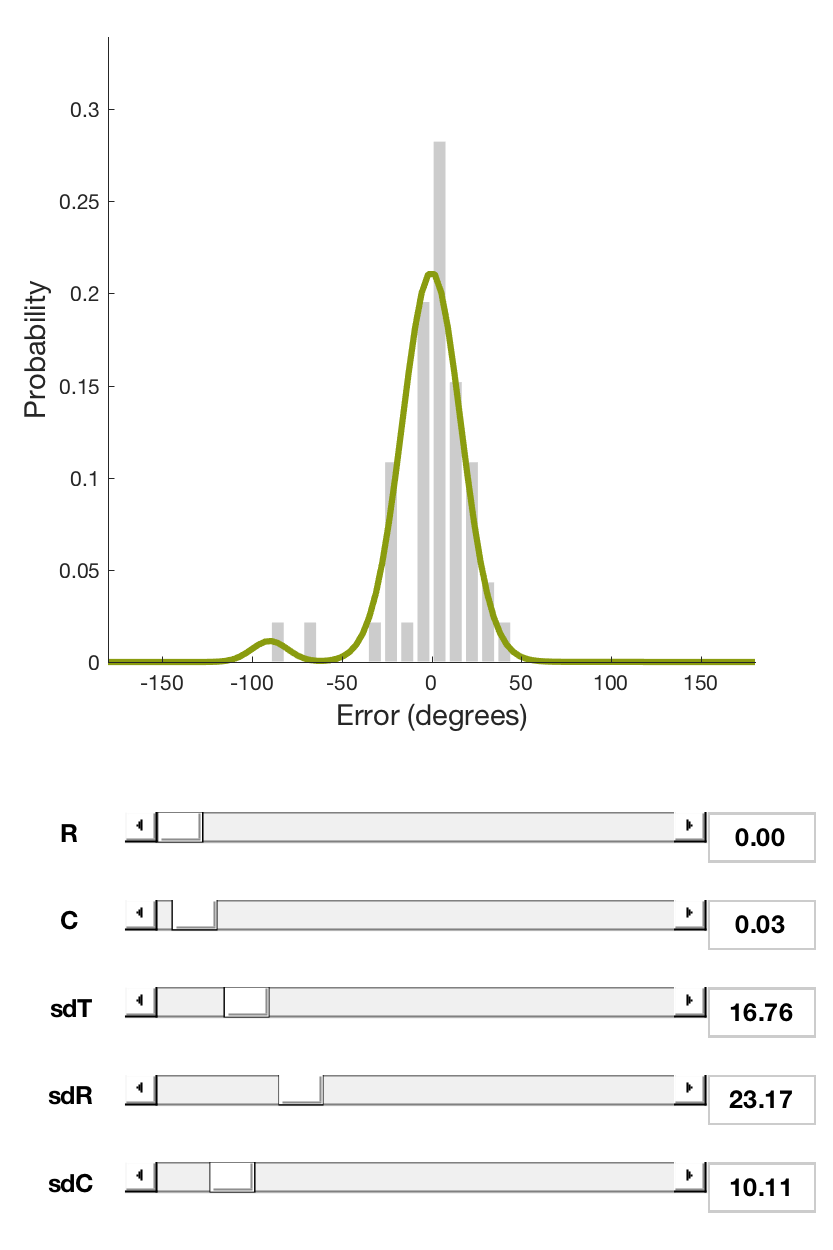 0.3
0.25
0.2
0.15
0.1
0.05
0
Probability
-150 -100 -50 0 50 100 150
Error (degrees)
R 0.00
C 0.03
sdT 16.76
sdR 23.17
sdC 10.11